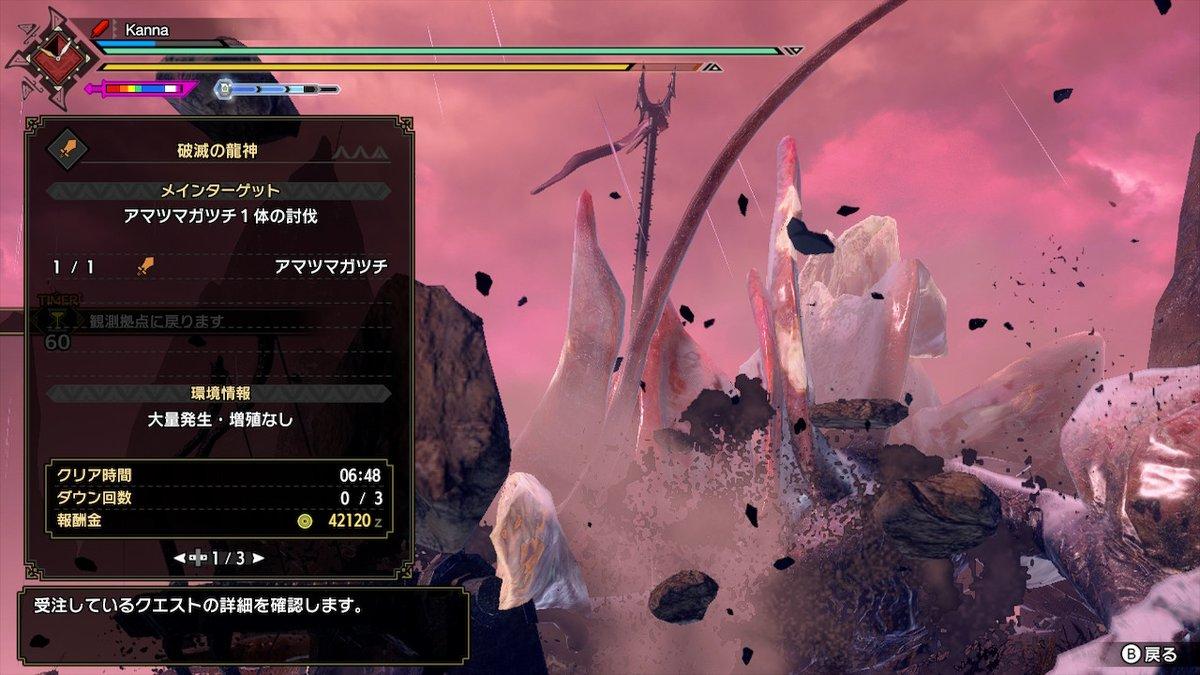 Kanna
破滅の龍神
メインターゲット
アマツマガツチ1体の討伐
1 / 1 アマツマガツチ
TIMER
観測拠点に戻ります
60
環境情報
大量発生・増殖なし
クリア時間 06:48
ダウン回数 0 / 3
報酬金 42120 z
1 / 3
受注しているクエストの詳細を確認します。
B 戻る